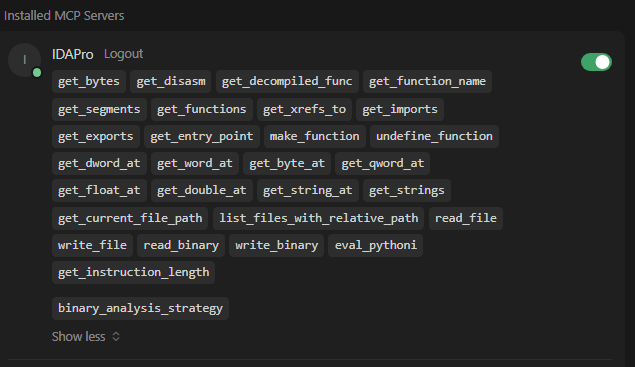 Installed MCP Servers
I
IDAPro Logout
get_bytes get_disasm get_decompiled_func get_function_name
get_segments get_functions get_xrefs_to get_imports
get_exports get_entry_point make_function undefine_function
get_dword_at get_word_at get_byte_at get_qword_at
get_float_at get_double_at get_string_at get_strings
get_current_file_path list_files_with_relative_path read_file
write_file read_binary write_binary eval_pythoni
get_instruction_length
binary_analysis_strategy
Show less